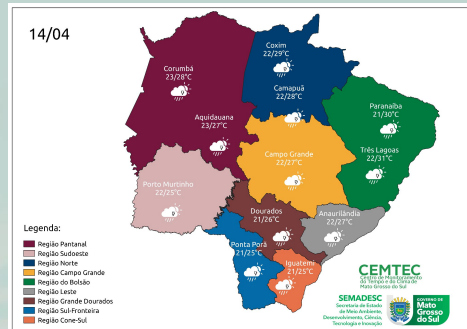 14/04
Coxim
22/29°C
Corumbá
23/28°C
Camapuã
22/28°C
Paranaíba
21/30°C
Aquidauana
23/27°C
Campo Grande
22/27°C
Três Lagoas
22/31°C
Porto Murtinho
22/25°C
Dourados
21/26°C
Anaurilândia
22/27°C
Ponta Porã
21/25°C
Iguatemi
21/25°C
Legenda:
Região Pantanal
Região Sudoeste
Região Norte
Região Campo Grande
Região do Bolsão
Região Leste
Região Grande Dourados
Região Sul-Fronteira
Região Cone-Sul
CEMTEC
Centro de Monitoramento
do Tempo e do Clima de
Mato Grosso do Sul
SEMADESC
Secretaria de Estado
de Meio Ambiente,
Desenvolvimento, Ciência,
Tecnologia e Inovação
GOVERNO DE
Mato
Grosso
do Sul